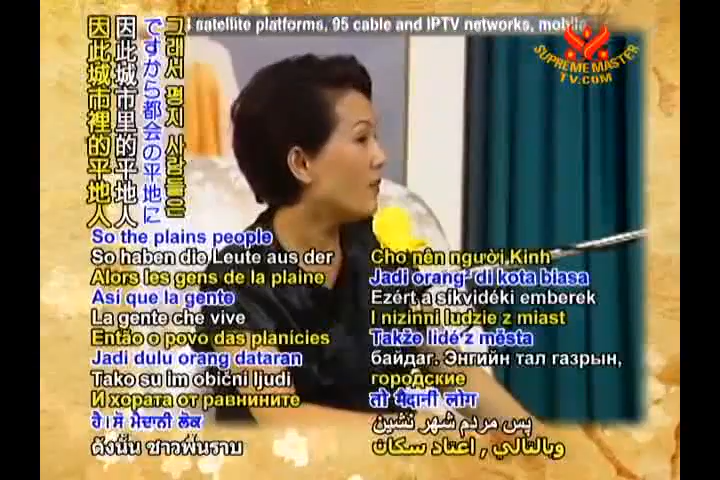 satellite platforms, 95 cable and IPTV networks, mobile
SUPREME MASTER
TV.COM
그래서 평지 사람들은
ですから都会の平地に
因此城市里的平地人
因此城市裡的平地人
So the plains people
So haben die Leute aus der
Alors les gens de la plaine
Así que la gente
La gente che vive
Então o povo das planícies
Jadi dulu orang dataran
Tako su im obični ljudi
И хората от равнините
ਹੈ। ਸੋ ਮੈਦਾਨੀ ਲੋਕ
ดังนั้น ชาวพื้นราบ
Cho nên người Kinh
Jadi orang² di kota biasa
Ezért a síkvidéki emberek
I nizinni ludzie z miast
Takže lidé z města
байдаг. Энгийн тал газрын,
городские
तो मैदानी लोग
پس مردم شهر نشین
وبالتالي , اعتاد سكان